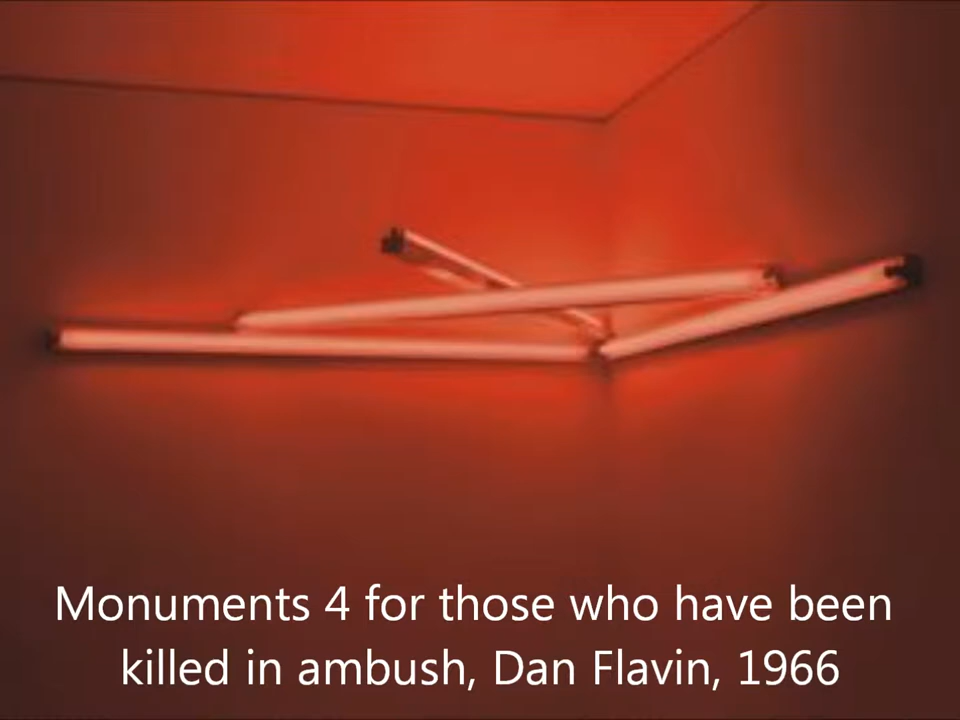 Monuments 4 for those who have been
killed in ambush, Dan Flavin, 1966